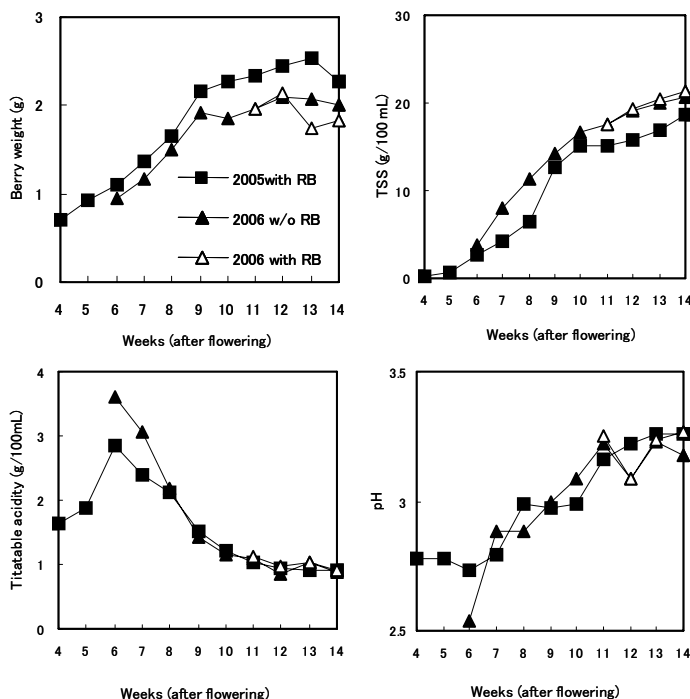 3
2
1
0
Berry weight (g)
2005with RB
2006 w/o RB
2006 with RB
4 5 6 7 8 9 10 11 12 13 14
Weeks (after flowering)
30
20
10
0
TSS (g/100 mL)
4 5 6 7 8 9 10 11 12 13 14
Weeks (after flowering)
4
3
2
1
0
Titatable acidity (g/100mL)
4 5 6 7 8 9 10 11 12 13 14
Weeks (after flowering)
3.5
3
2.5
pH
4 5 6 7 8 9 10 11 12 13 14
Weeks (after flowering)